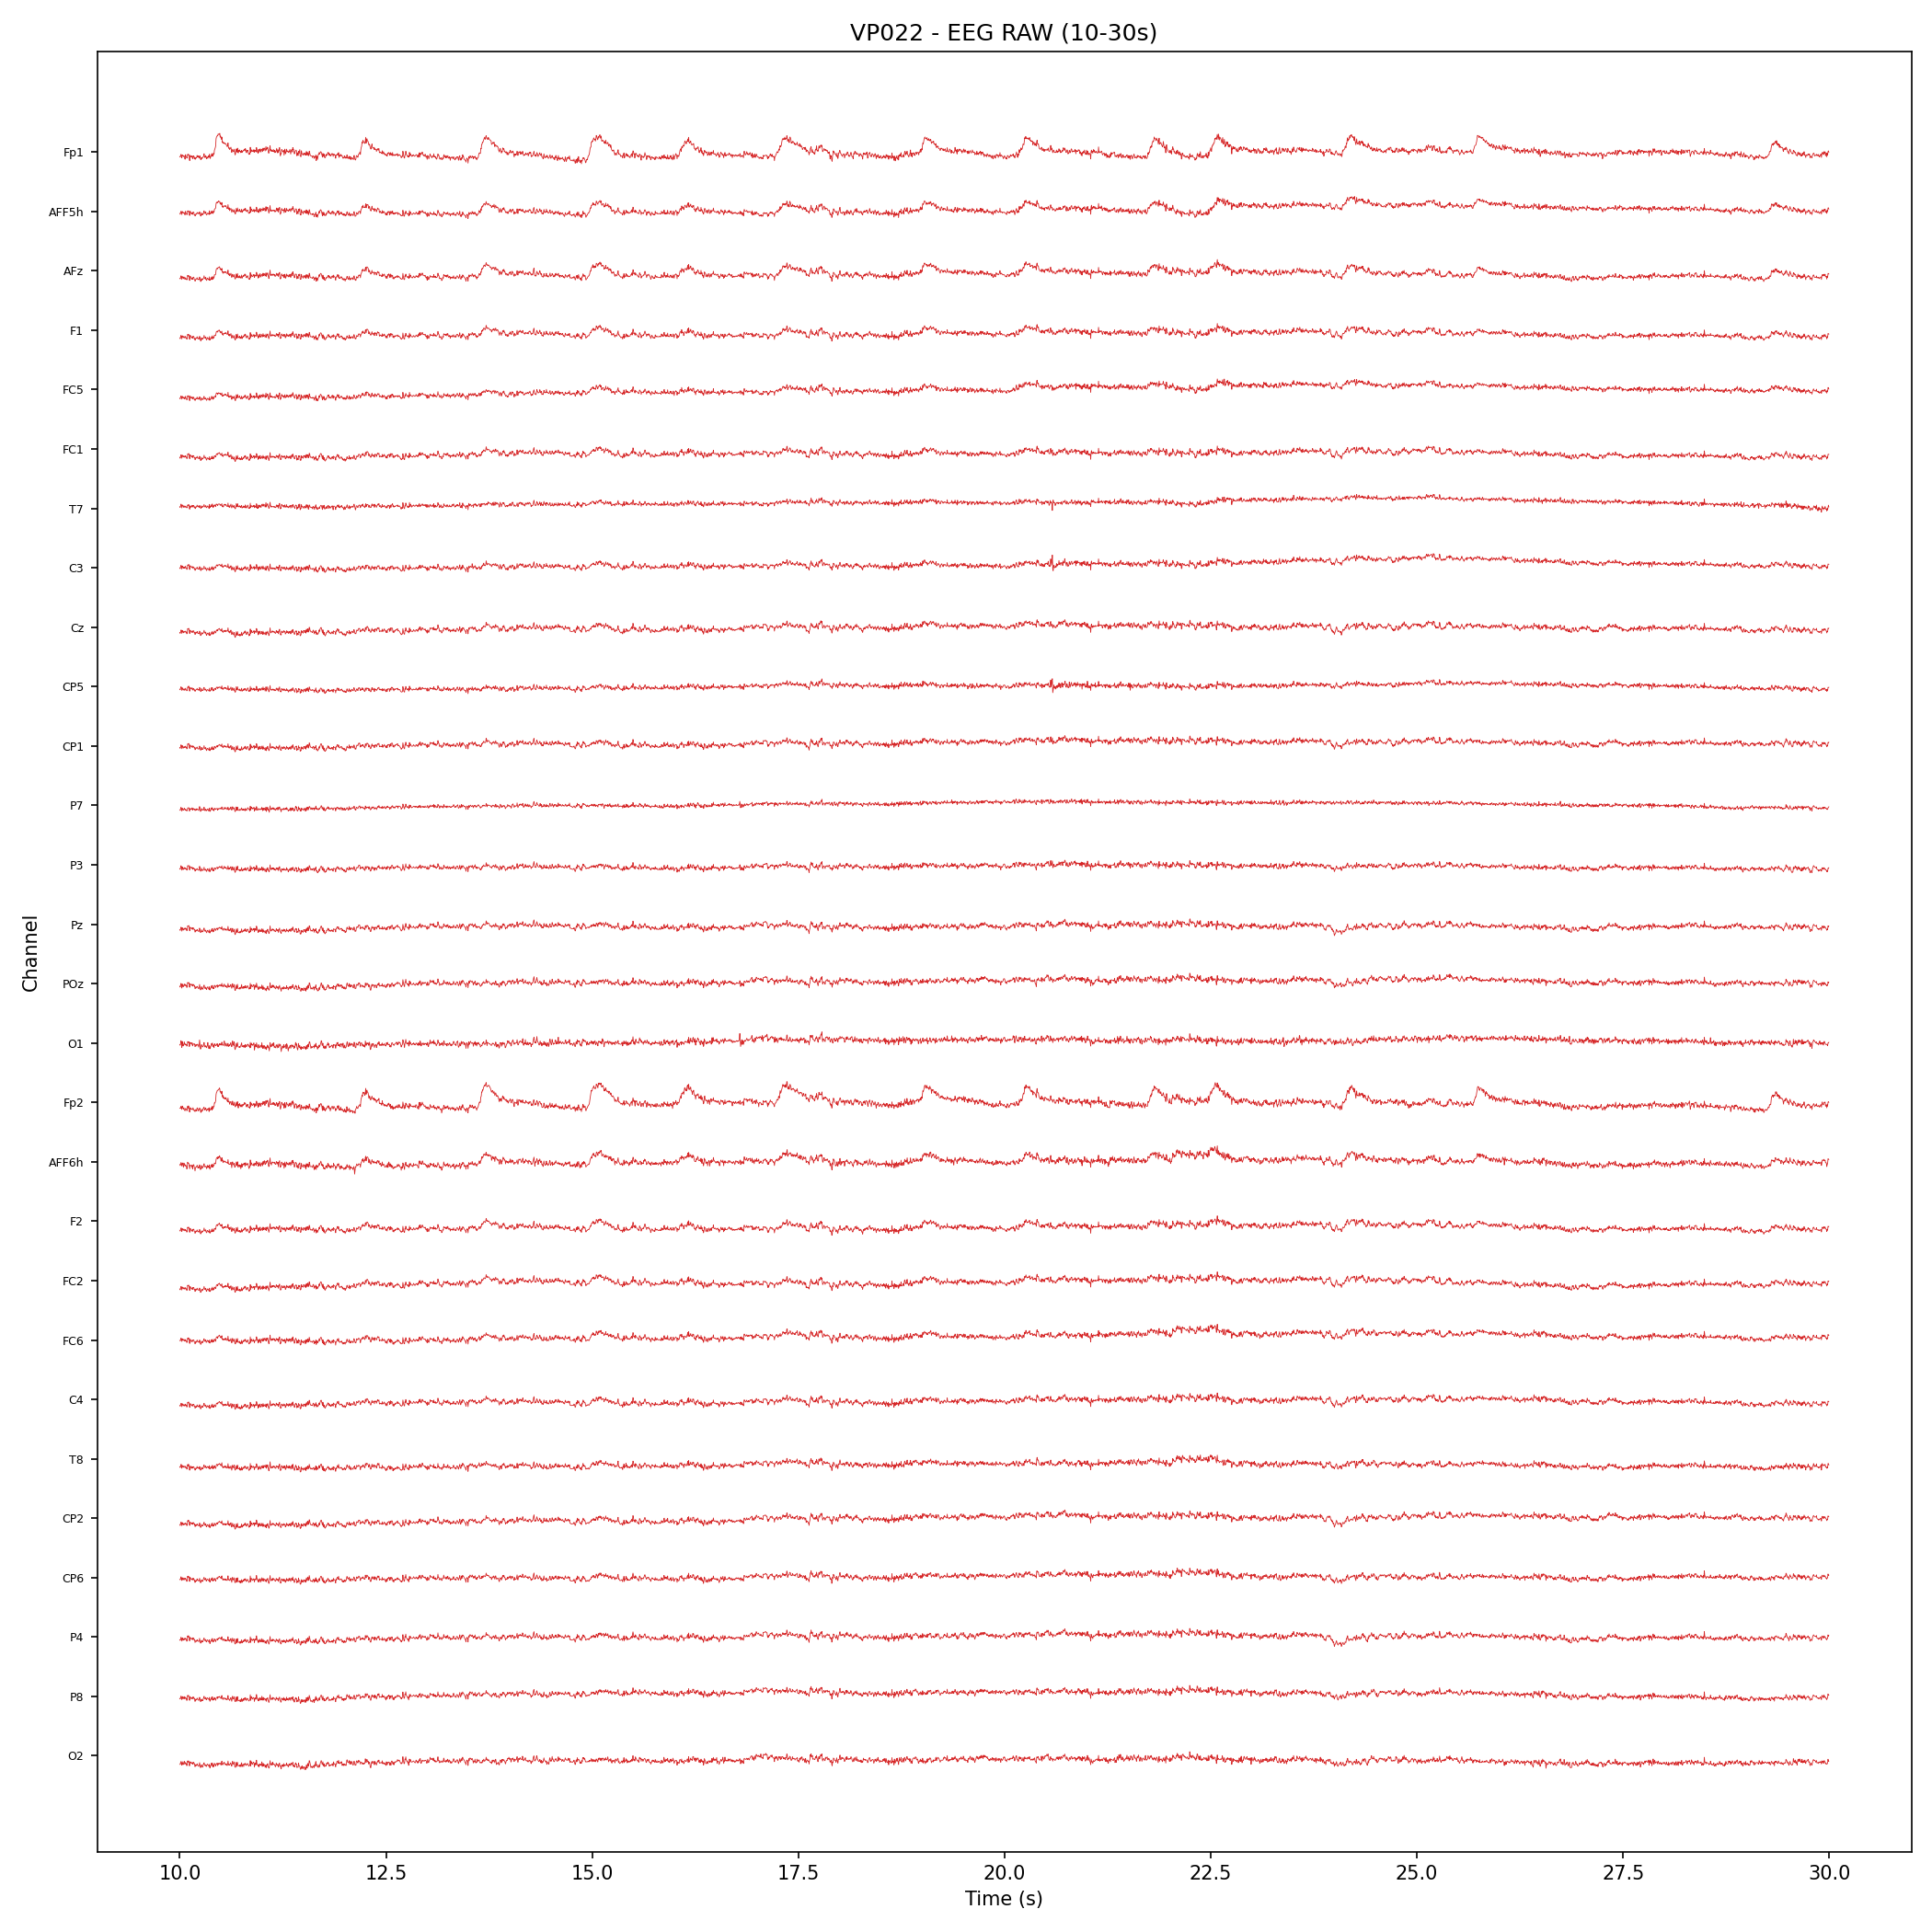 VP022 - EEG RAW (10-30s)
Fp1
AFF5h
AFz
F1
FC5
FC1
T7
C3
Cz
CP5
CP1
P7
P3
Pz
POz
O1
Fp2
AFF6h
F2
FC2
FC6
C4
T8
CP2
CP6
P4
P8
O2
Channel
10.0 12.5 15.0 17.5 20.0 22.5 25.0 27.5 30.0
Time (s)